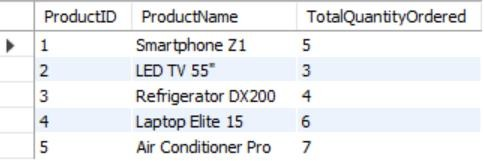 ProductID ProductName TotalQuantityOrdered
1 Smartphone Z1 5
2 LED TV 55" 3
3 Refrigerator DX200 4
4 Laptop Elite 15 6
5 Air Conditioner Pro 7